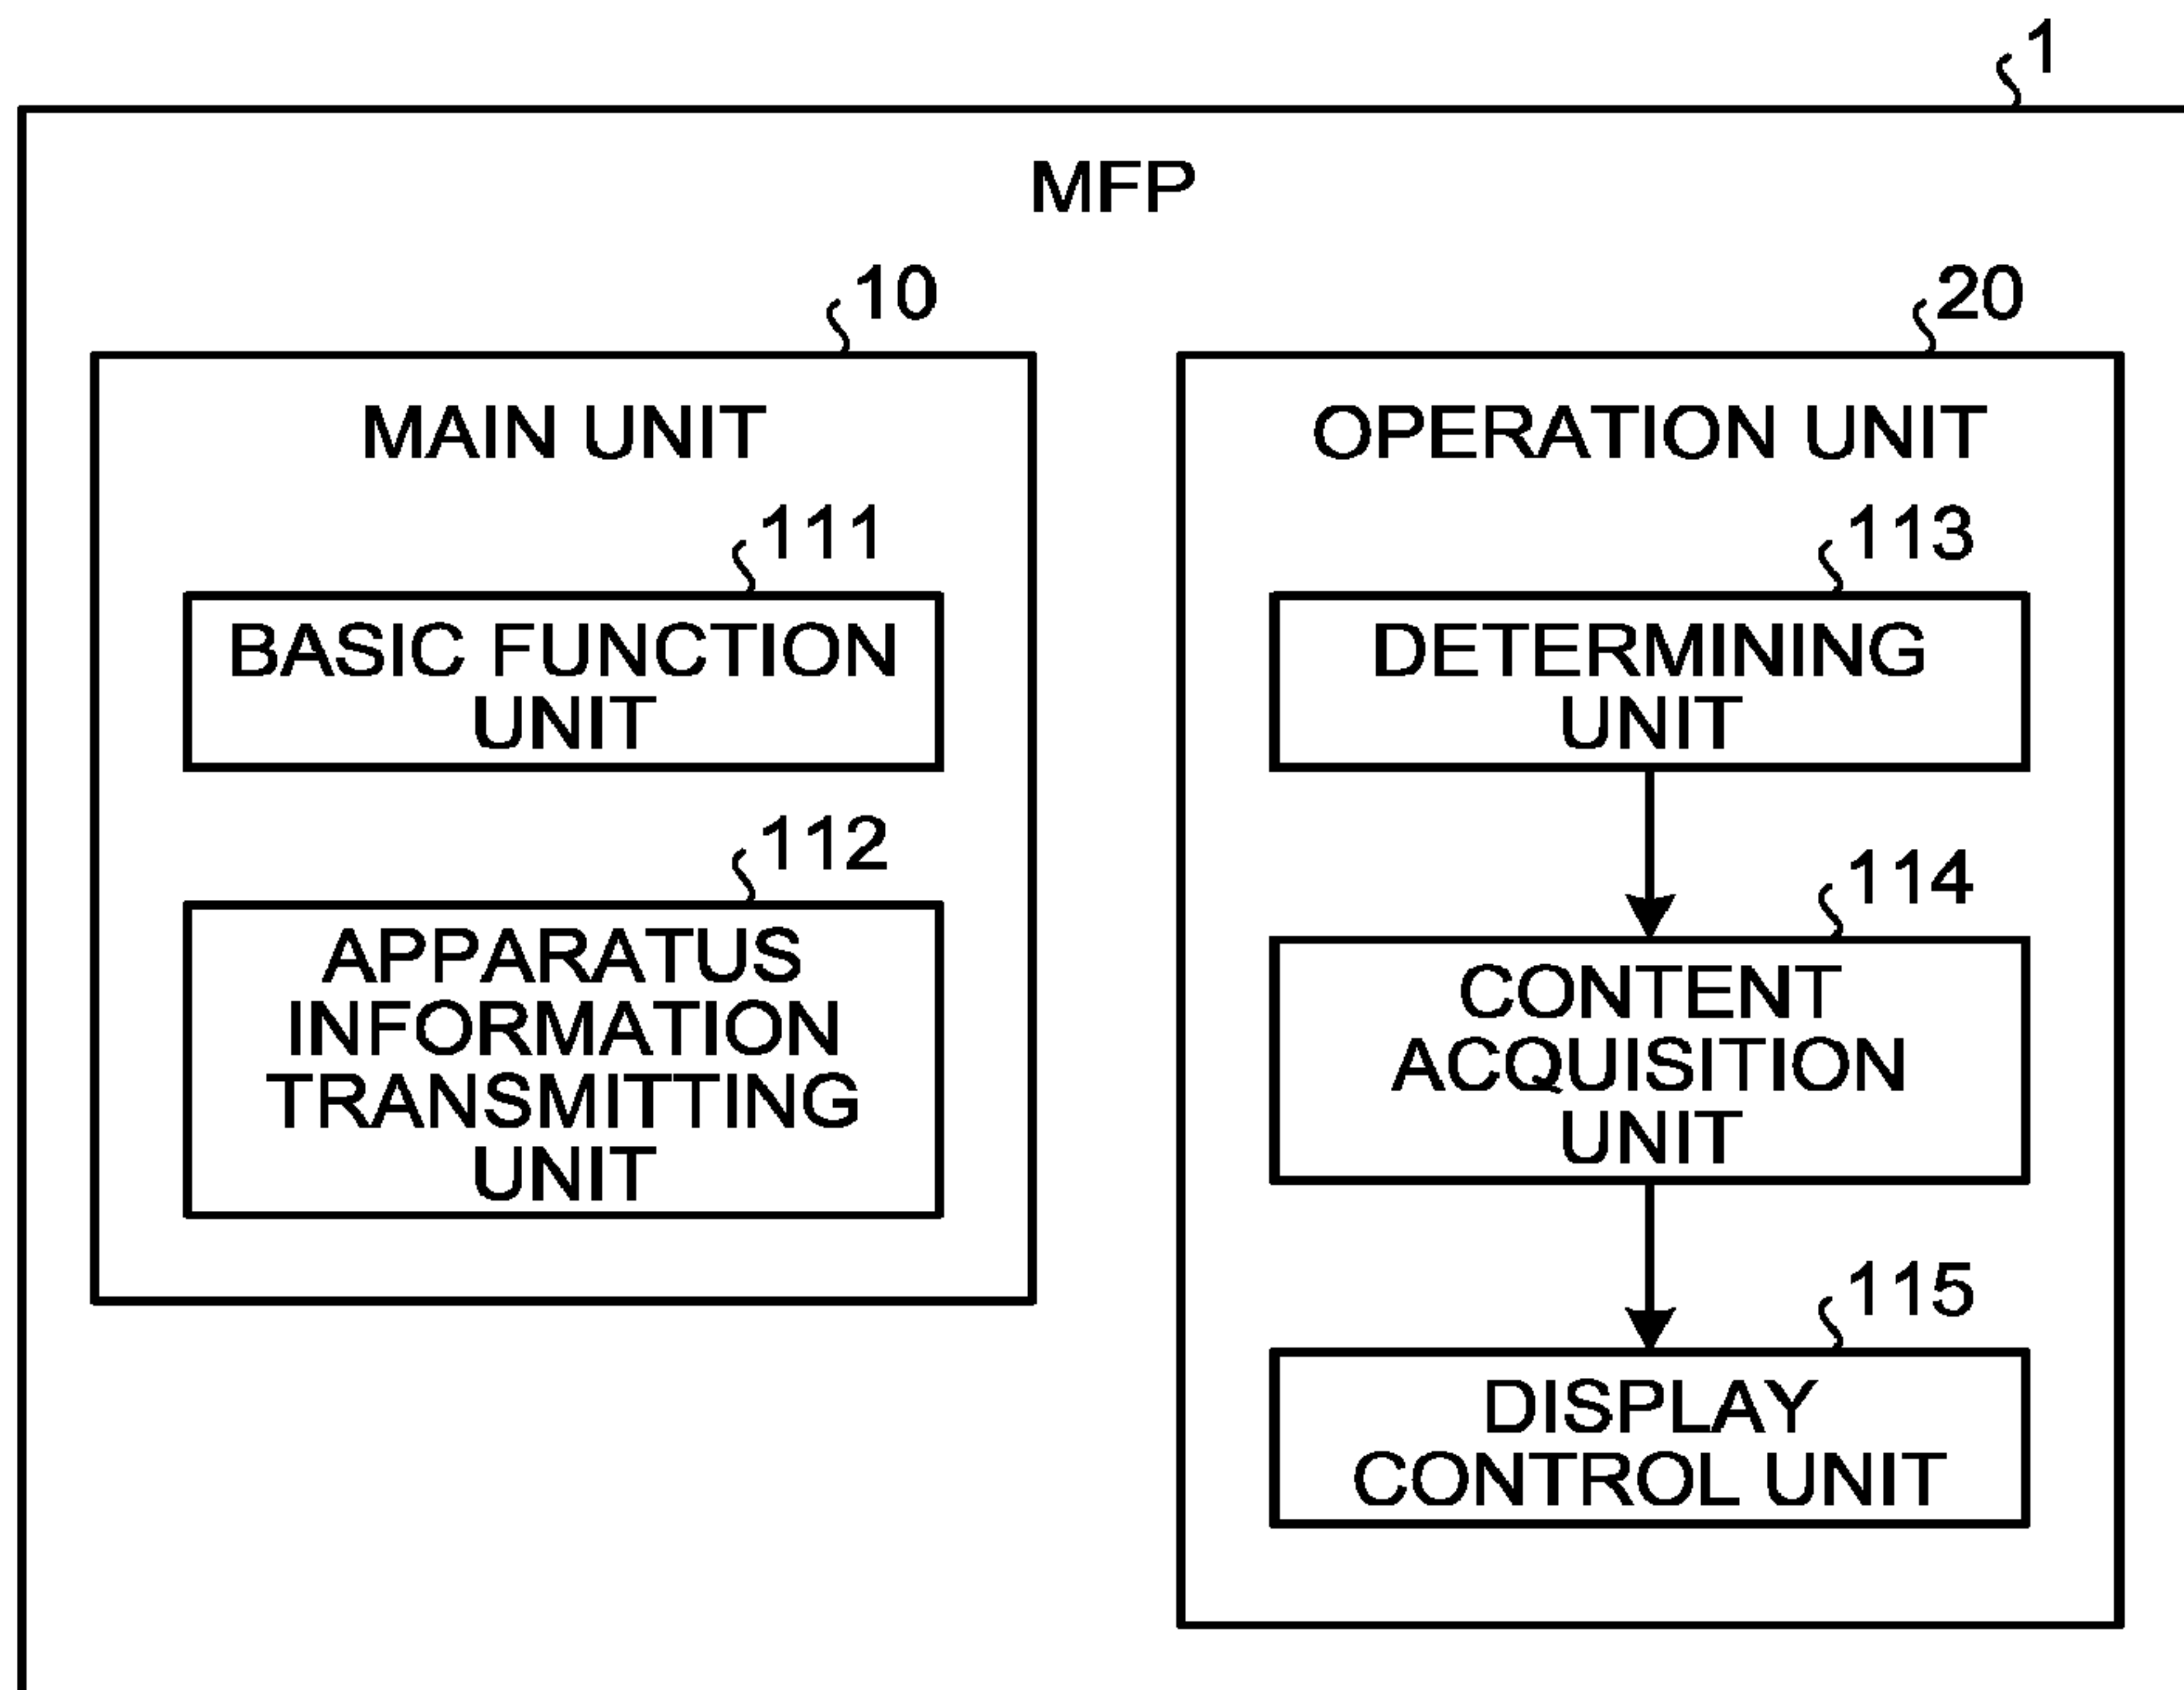 1
MFP
10
MAIN UNIT
111
BASIC FUNCTION
UNIT
112
APPARATUS
INFORMATION
TRANSMITTING
UNIT
20
OPERATION UNIT
113
DETERMINING
UNIT
114
CONTENT
ACQUISITION
UNIT
115
DISPLAY
CONTROL UNIT